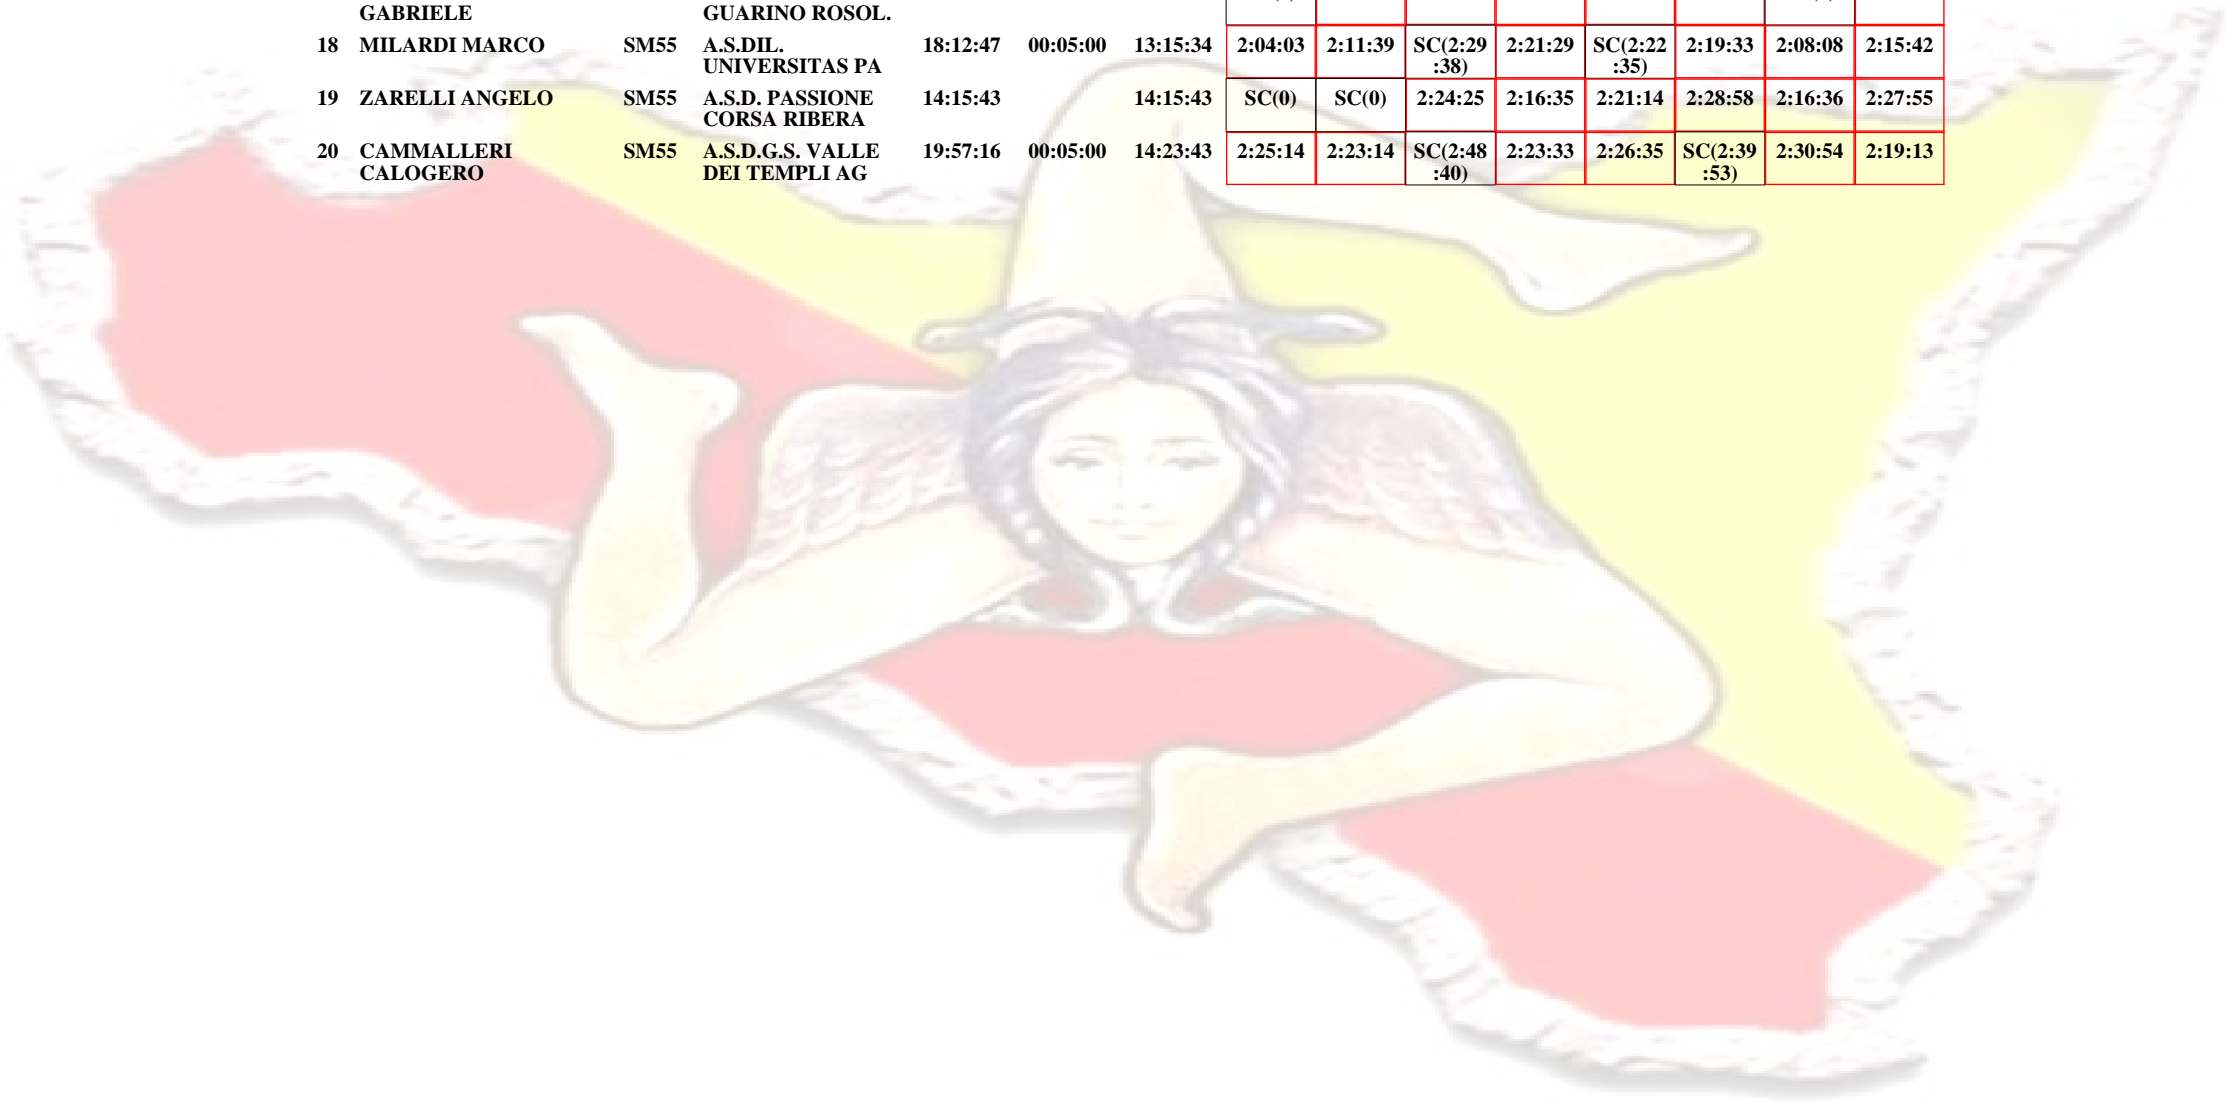 GABRIELE GUARINO ROSOL.
18 MILARDI MARCO SM55 A.S.DIL. 18:12:47 00:05:00 13:15:34 2:04:03 2:11:39 SC(2:29 2:21:29 SC(2:22 2:19:33 2:08:08 2:15:42
UNIVERSITAS PA :38) :35)
19 ZARELLI ANGELO SM55 A.S.D. PASSIONE 14:15:43 14:15:43 SC(0) SC(0) 2:24:25 2:16:35 2:21:14 2:28:58 2:16:36 2:27:55
CORSA RIBERA
20 CAMMALLERI SM55 A.S.D.G.S. VALLE 19:57:16 00:05:00 14:23:43 2:25:14 2:23:14 SC(2:48 2:23:33 2:26:35 SC(2:39 2:30:54 2:19:13
CALOGERO DEI TEMPLI AG :40) :53)